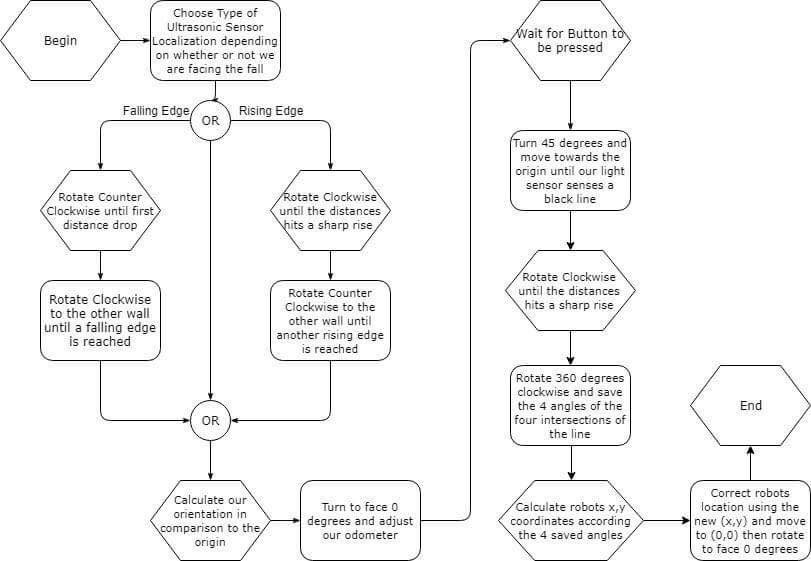 Begin
Choose Type of
Ultrasonic Sensor
Localization depending
on whether or not we
are facing the fall
Falling Edge
OR
Rising Edge
Rotate Counter
Clockwise until first
distance drop
Rotate Clockwise
until the distances
hits a sharp rise
Rotate Clockwise
to the other wall
until a falling edge
is reached
Rotate Counter
Clockwise to the
other wall until
another rising edge
is reached
OR
Calculate our
orientation in
comparison to the
origin
Turn to face 0
degrees and adjust
our odometer
Wait for Button to
be pressed
Turn 45 degrees and
move towards the
origin until our light
sensor senses a
black line
Rotate Clockwise
until the distances
hits a sharp rise
Rotate 360 degrees
clockwise and save
the 4 angles of the
four intersections of
the line
Calculate robots x,y
coordinates according
the 4 saved angles
Correct robots
location using the
new (x,y) and move
to (0,0) then rotate
to face 0 degrees
End